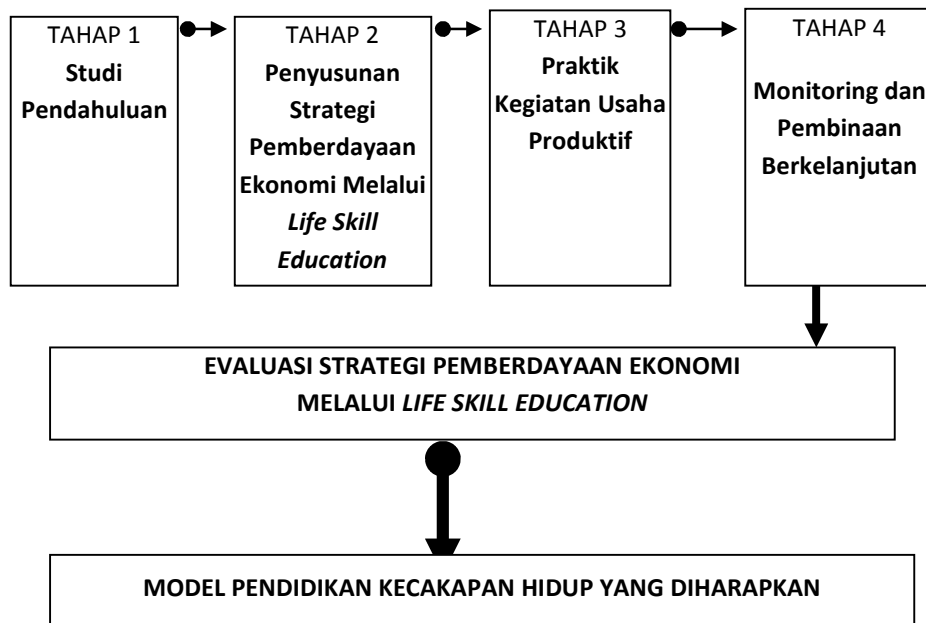 TAHAP 1
Studi
Pendahuluan
TAHAP 2
Penyusunan
Strategi
Pemberdayaan
Ekonomi Melalui
Life Skill
Education
TAHAP 3
Praktik
Kegiatan Usaha
Produktif
TAHAP 4
Monitoring dan
Pembinaan
Berkelanjutan
EVALUASI STRATEGI PEMBERDAYAAN EKONOMI
MELALUI LIFE SKILL EDUCATION
MODEL PENDIDIKAN KECAKAPAN HIDUP YANG DIHARAPKAN